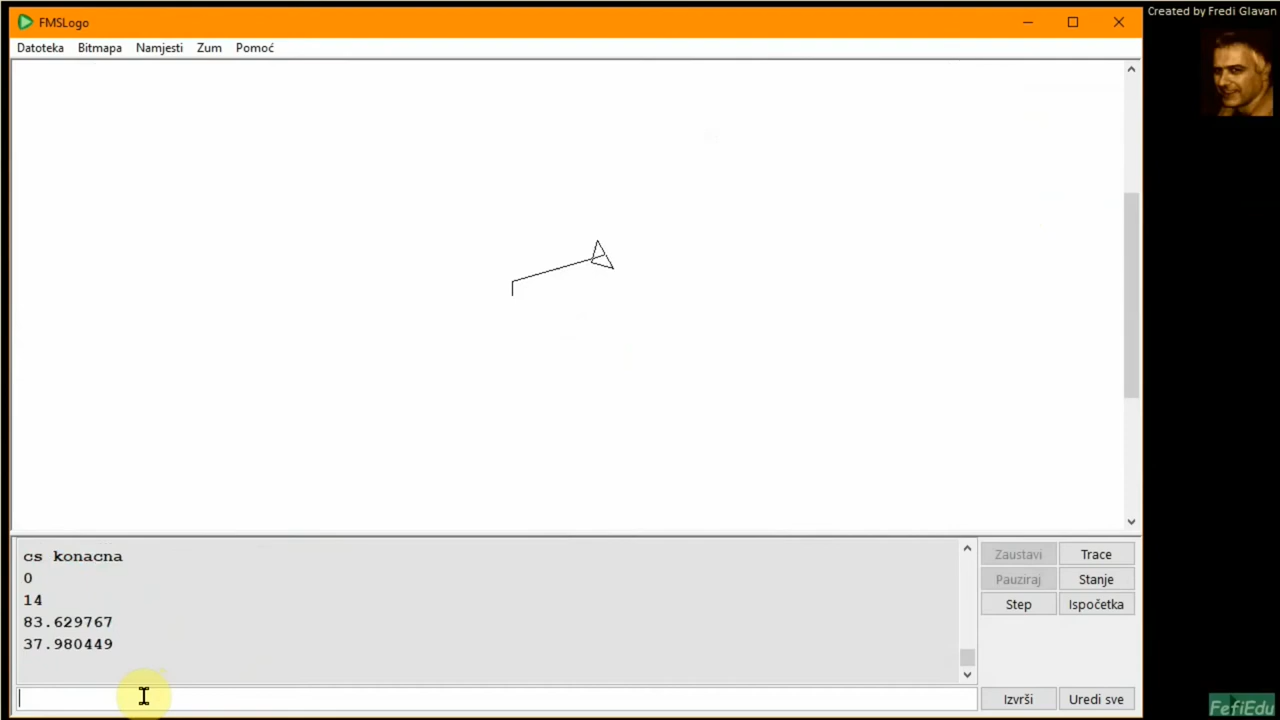 FMSLogo
Created by Fredi Glavan
Datoteka Bitmapa Namjesti Zum Pomoć
cs konacna
0
14
83.629767
37.980449
Zaustavi Trace
Pauziraj Stanje
Step Ispočetka
Izvrši Uredi sve
FefiEdu